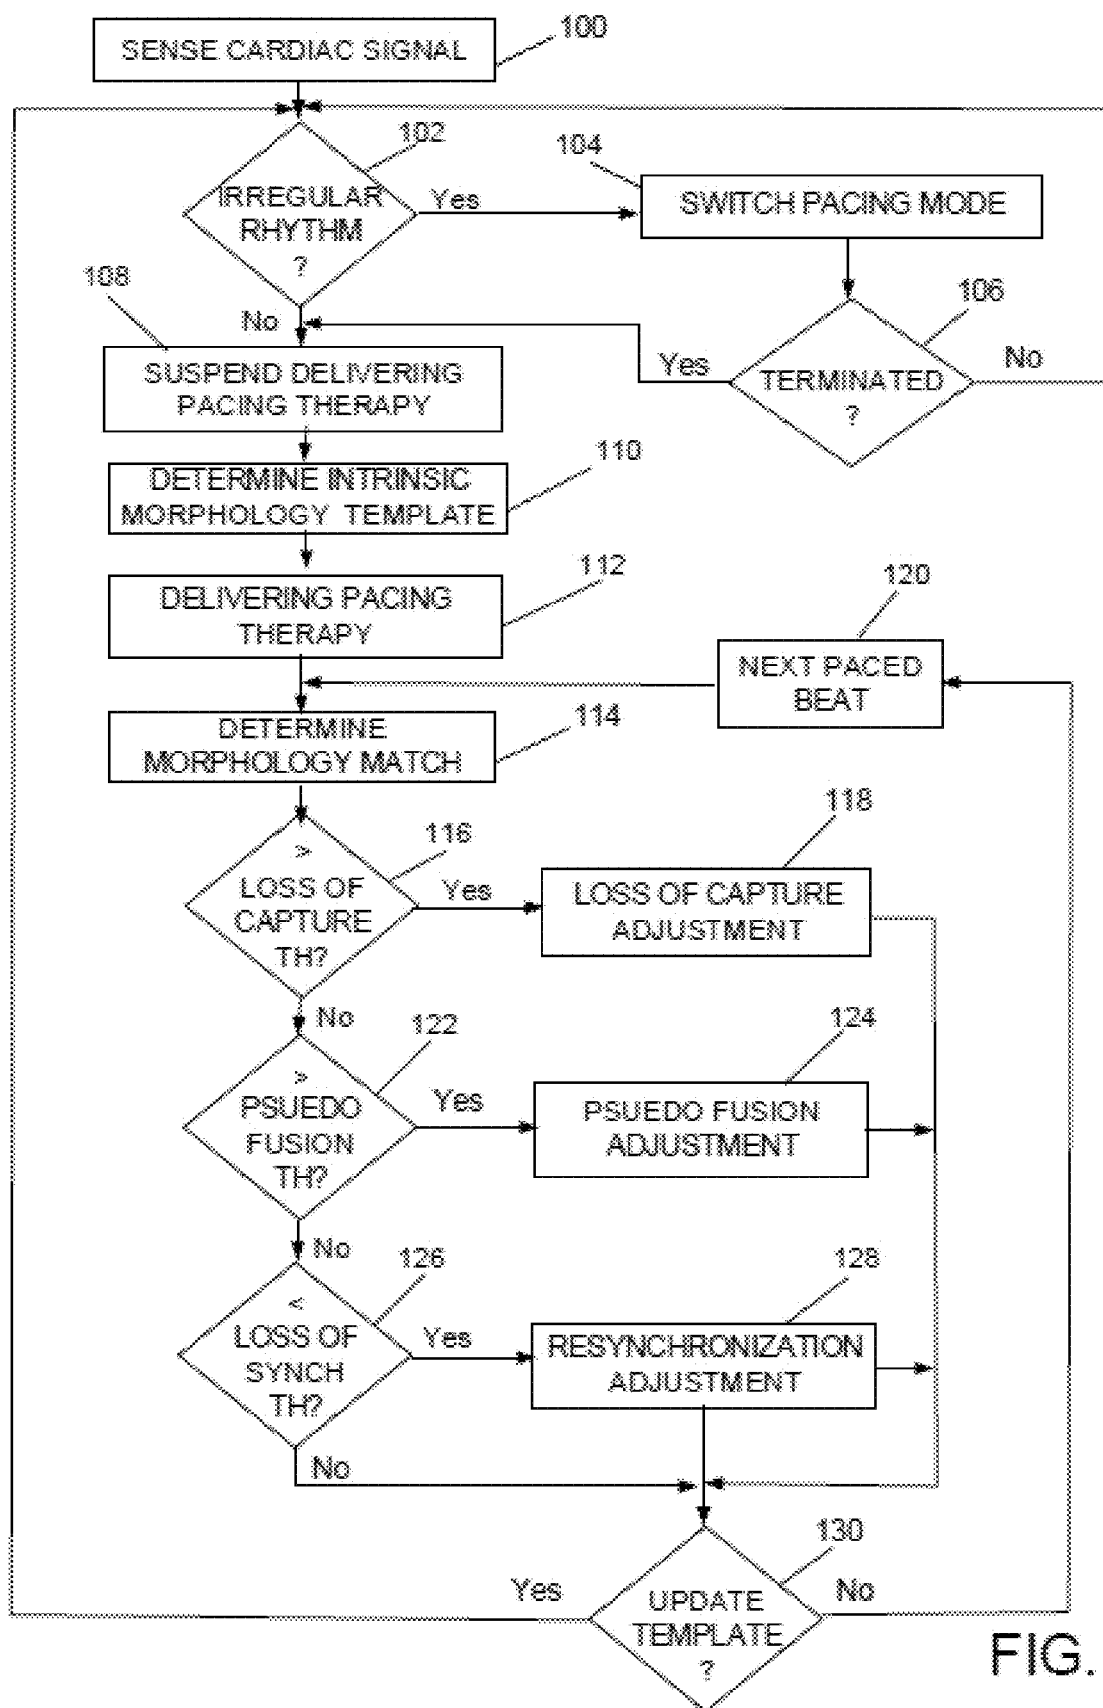 SENSE CARDIAC SIGNAL
100
102
IRREGULAR
RHYTHM
?
Yes
104
SWITCH PACING MODE
106
TERMINATED
?
Yes
No
No
108
SUSPEND DELIVERING
PACING THERAPY
110
DETERMINE INTRINSIC
MORPHOLOGY TEMPLATE
112
DELIVERING PACING
THERAPY
120
NEXT PACED
BEAT
114
DETERMINE
MORPHOLOGY MATCH
116
>
LOSS OF
CAPTURE
TH?
Yes
118
LOSS OF CAPTURE
ADJUSTMENT
No
122
>
PSUEDO
FUSION
TH?
Yes
124
PSUEDO FUSION
ADJUSTMENT
No
126
<
LOSS OF
SYNCH
TH?
Yes
128
RESYNCHRONIZATION
ADJUSTMENT
No
130
UPDATE
TEMPLATE
?
Yes
No
FIG.